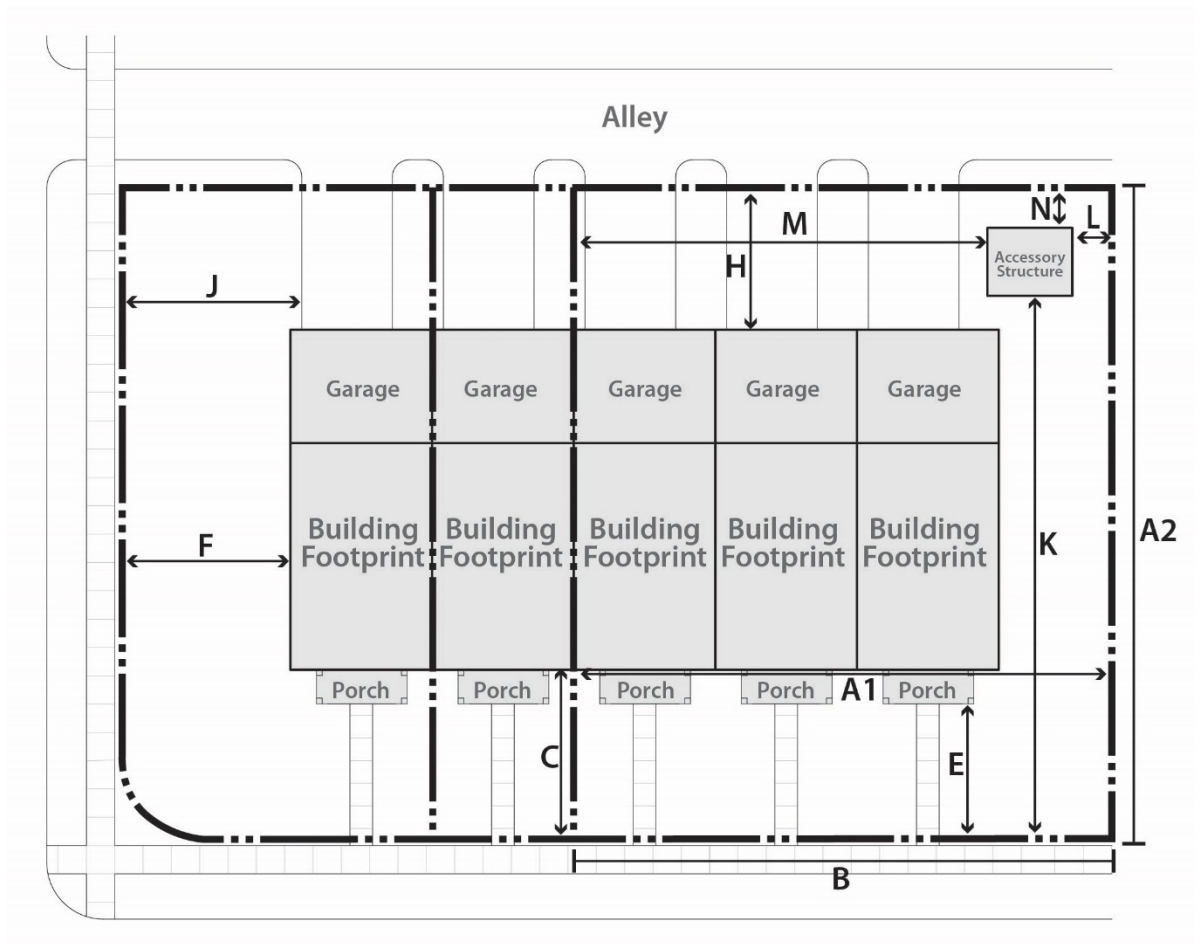 Alley
N
L
M
H
Accessory
Structure
J
Garage
Garage
Garage
Garage
Garage
A2
Building
Footprint
Building
Footprint
Building
Footprint
Building
Footprint
Building
Footprint
K
F
Porch
Porch
Porch
Porch
Porch
A1
C
E
B